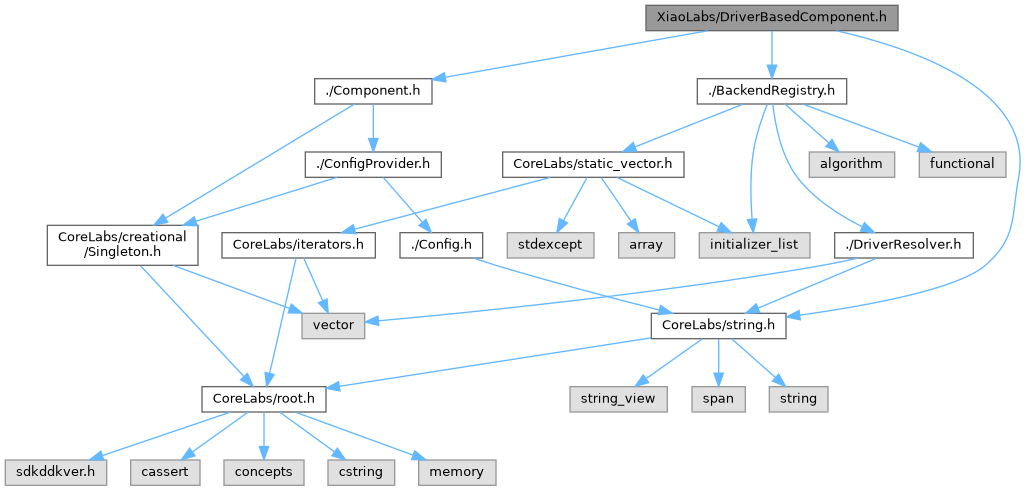 XiaoLabs/DriverBasedComponent.h
./Component.h
./BackendRegistry.h
./ConfigProvider.h
CoreLabs/static_vector.h
algorithm
functional
CoreLabs/creational
/Singleton.h
CoreLabs/iterators.h
./Config.h
stdexcept
array
initializer_list
./DriverResolver.h
vector
CoreLabs/string.h
CoreLabs/root.h
string_view
span
string
sdkddkver.h
cassert
concepts
cstring
memory